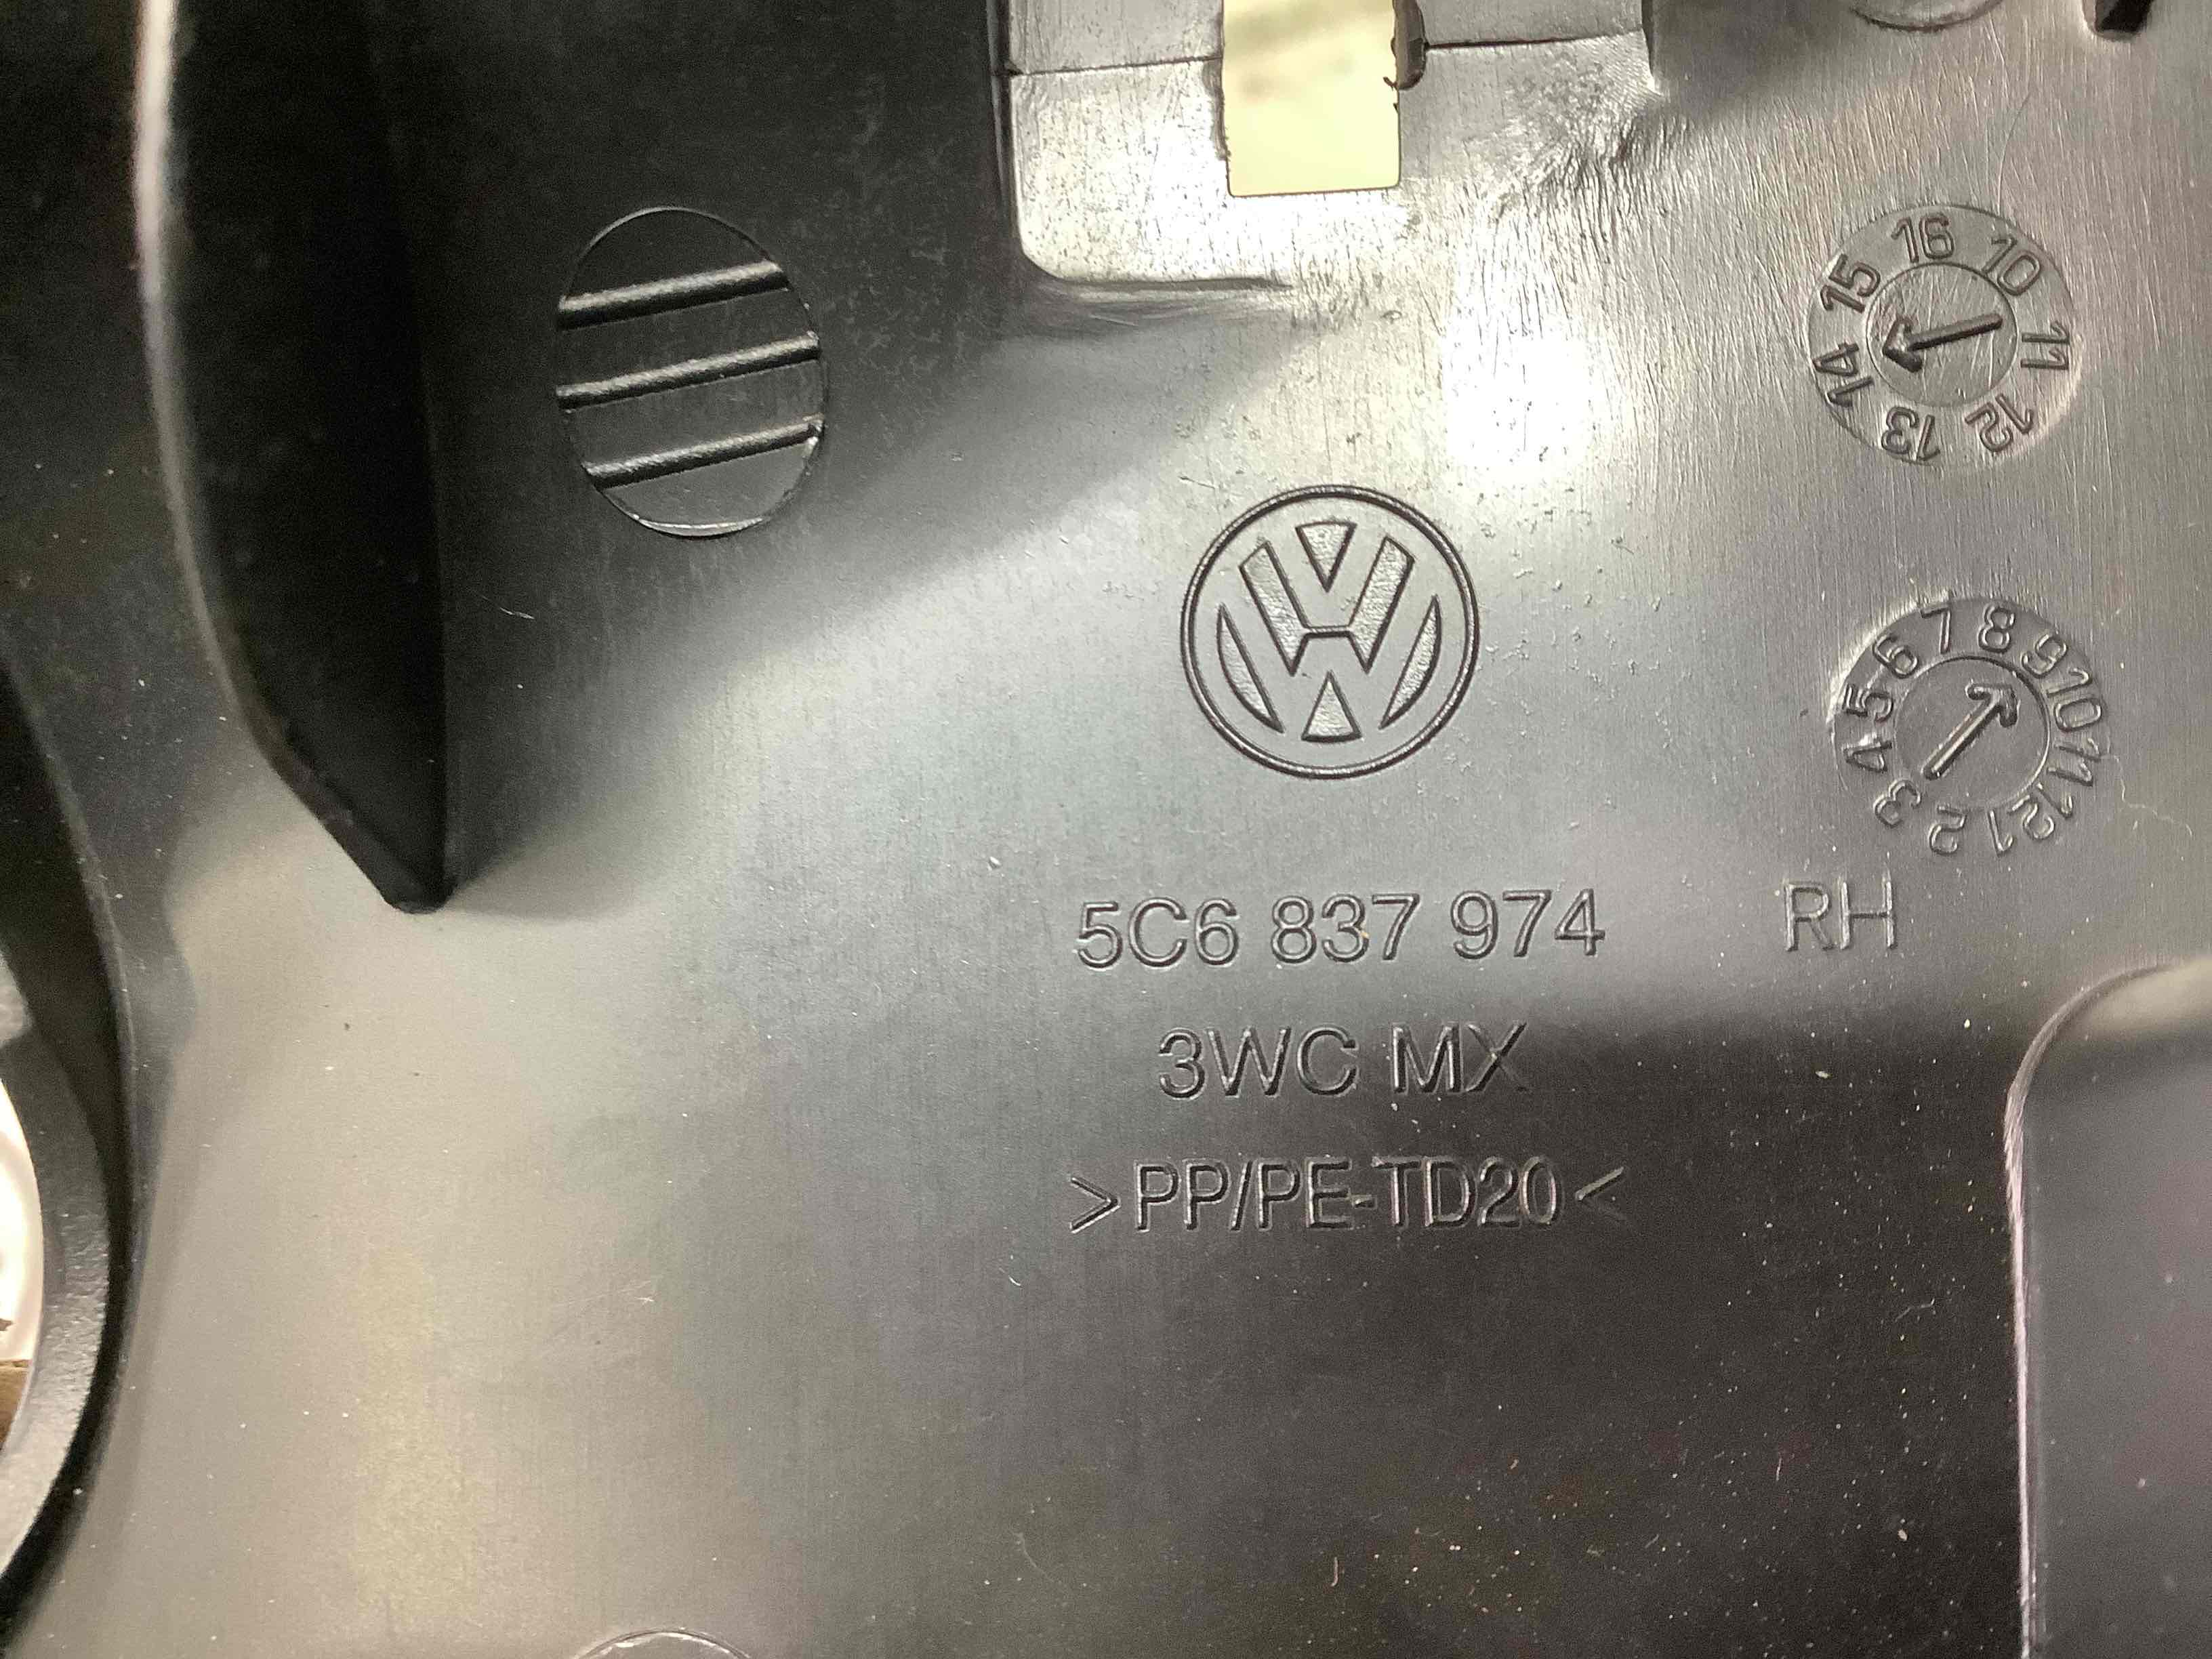 16 10 11 12 13 14 15
7 8 9 10 11 12 1 2 3 4 5 6
5C6 837 974 RH
3WC MX
>PP/PE-TD20<